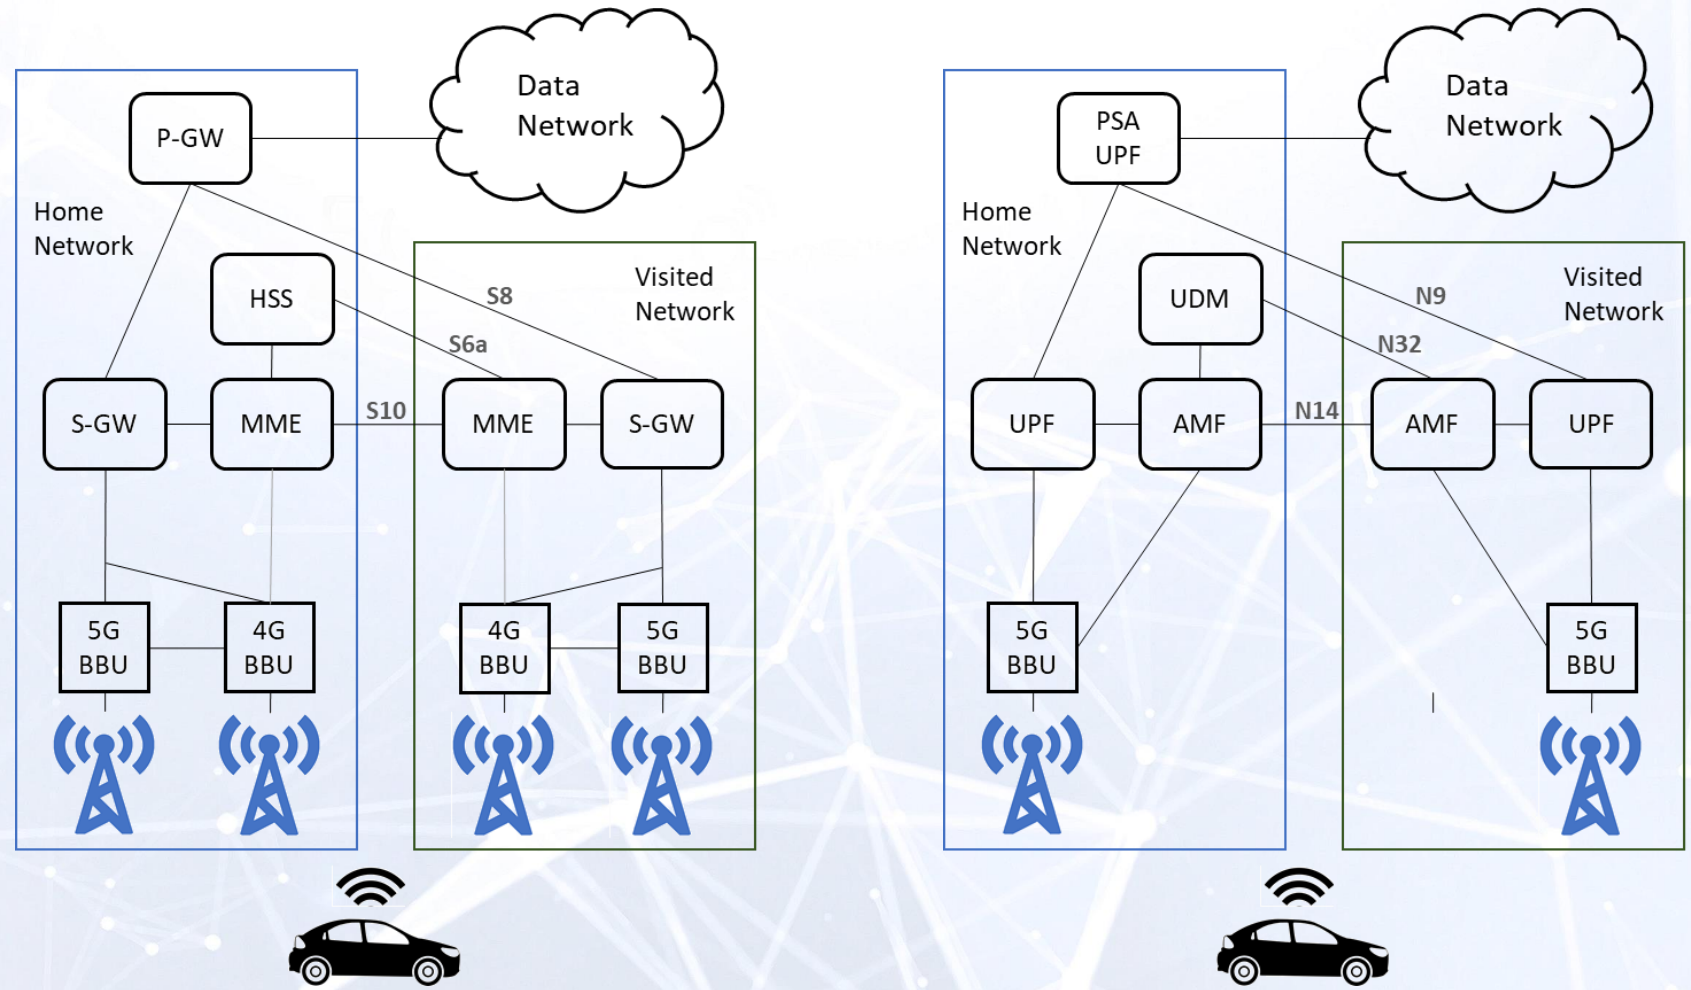 Data
Network
P-GW
Home
Network
HSS
Visited
Network
S8
S6a
S-GW
MME
S10
MME
S-GW
5G
BBU
4G
BBU
4G
BBU
5G
BBU
Data
Network
PSA
UPF
Home
Network
UDM
Visited
Network
N9
N32
UPF
AMF
N14
AMF
UPF
5G
BBU
5G
BBU